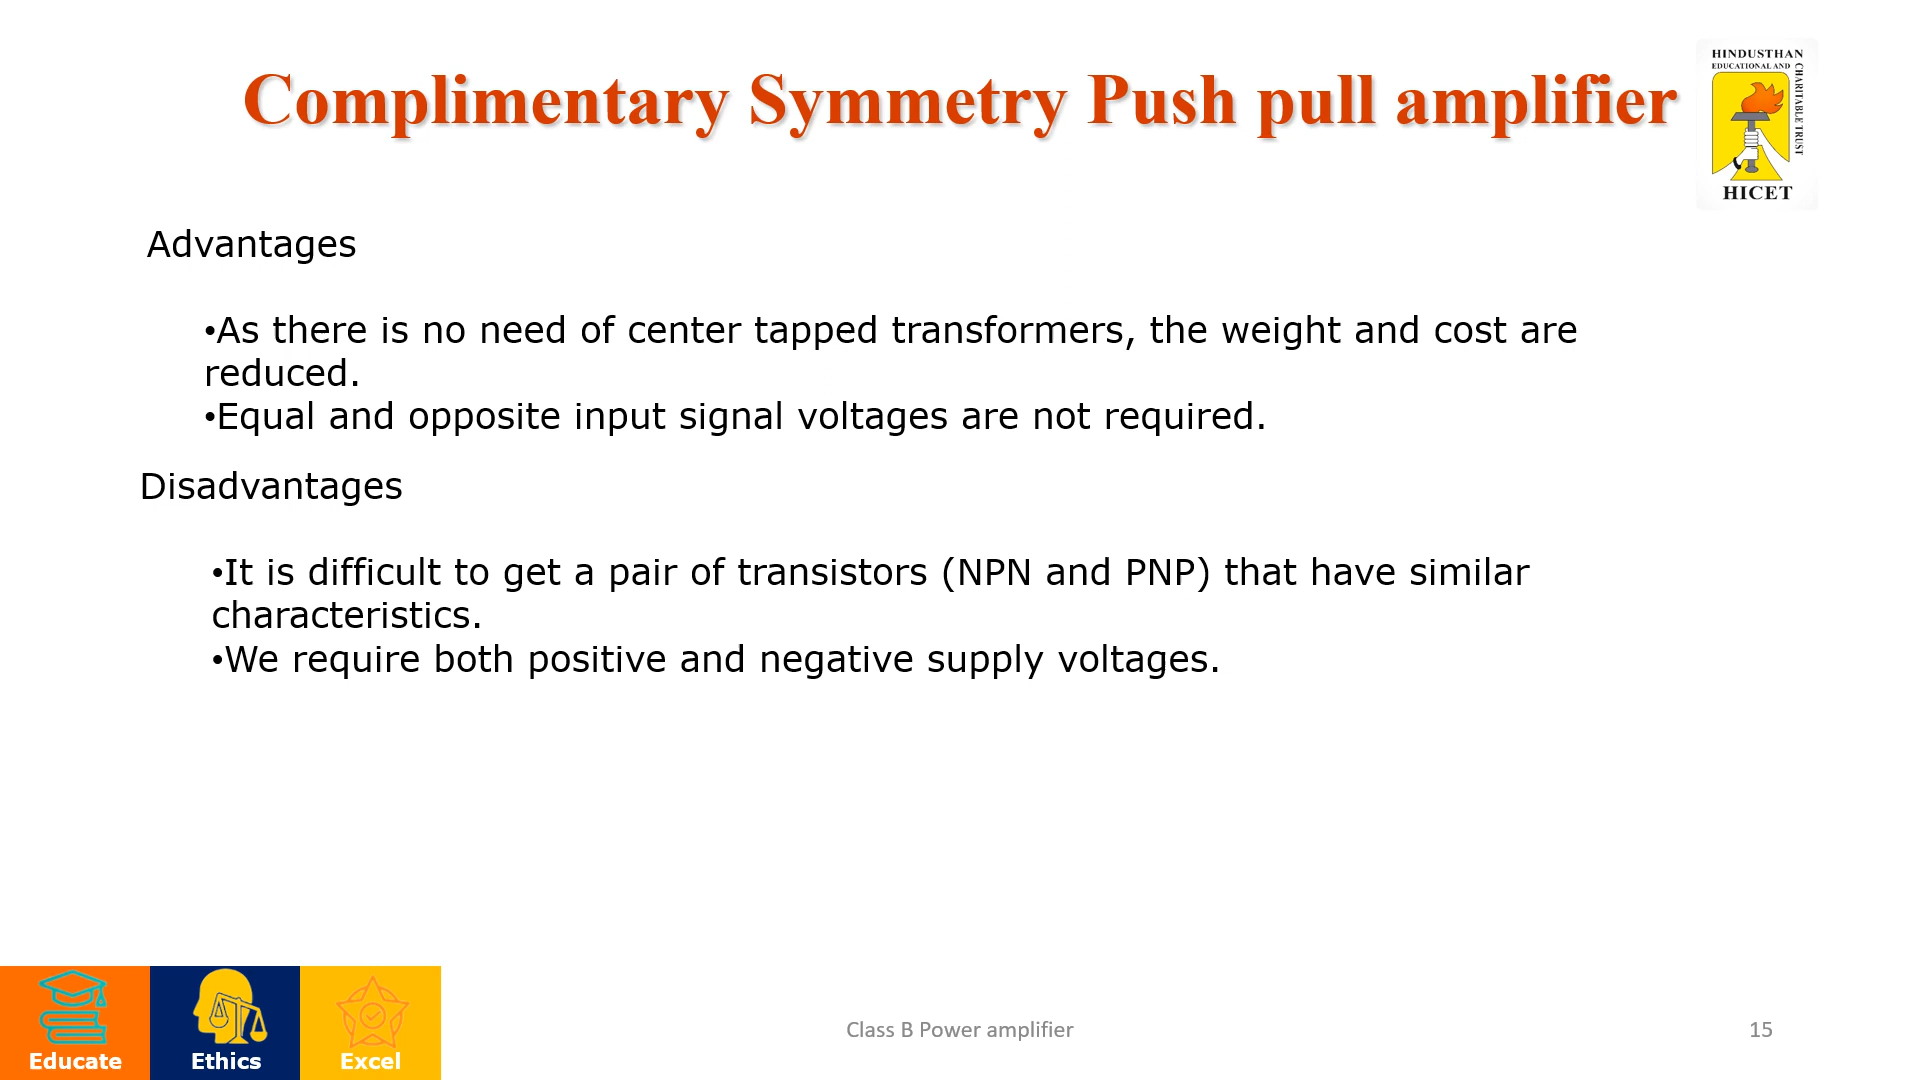 Complimentary Symmetry Push pull amplifier
HINDUSTHAN
EDUCATIONAL AND
CHARITABLE TRUST
HICET
Advantages
•As there is no need of center tapped transformers, the weight and cost are
reduced.
•Equal and opposite input signal voltages are not required.
Disadvantages
•It is difficult to get a pair of transistors (NPN and PNP) that have similar
characteristics.
•We require both positive and negative supply voltages.
Educate
Ethics
Excel
Class B Power amplifier
15